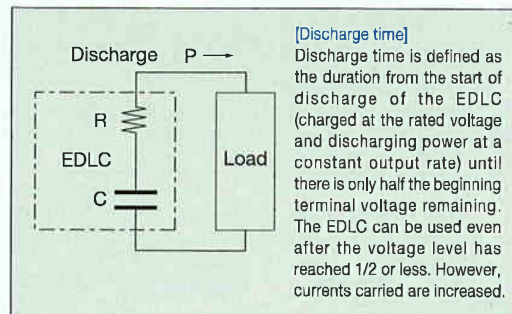 Discharge P
R
EDLC
C
Load
[Discharge time]
Discharge time is defined as
the duration from the start of
discharge of the EDLC
(charged at the rated voltage
and discharging power at a
constant output rate) until
there is only half the beginning
terminal voltage remaining.
The EDLC can be used even
after the voltage level has
reached 1/2 or less. However,
currents carried are increased.